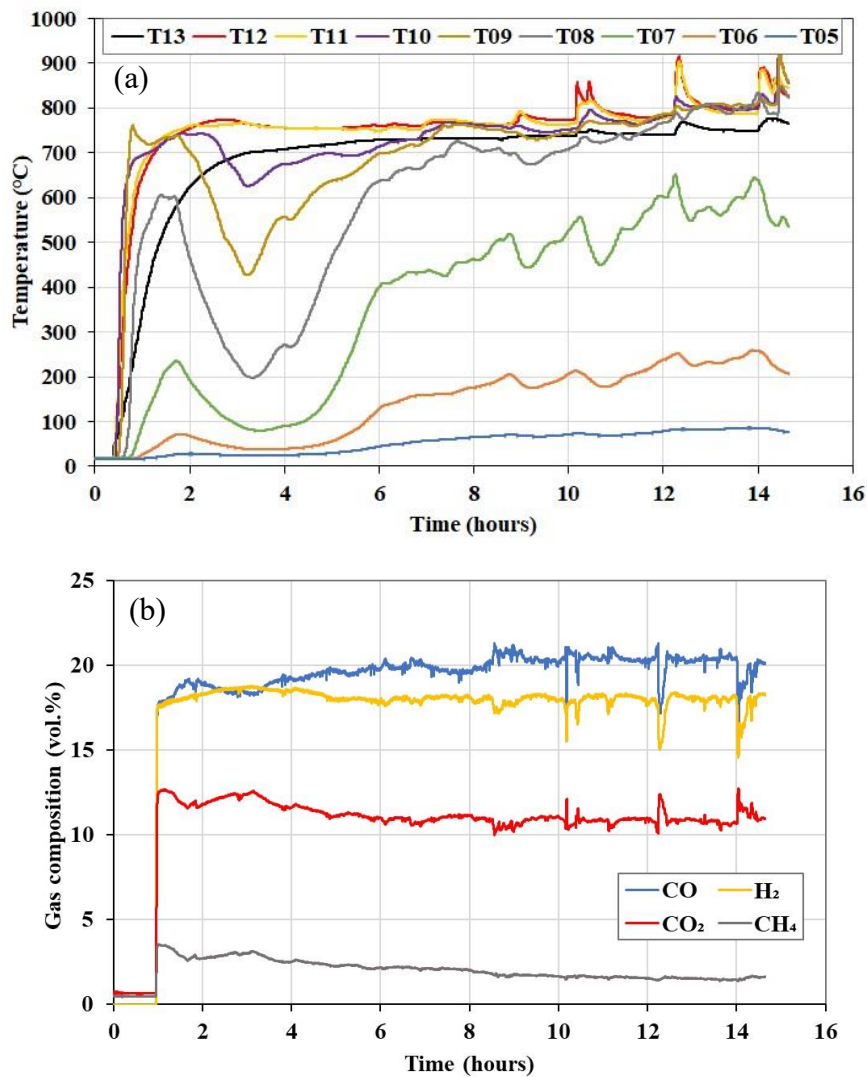 1000
T13 T12 T11 T10 T09 T08 T07 T06 T05
900
(a)
800
700
600
500
400
300
200
100
0
Temperature (°C)
0 2 4 6 8 10 12 14 16
Time (hours)
25
(b)
20
15
10
5
0
Gas composition (vol.%)
CO H₂
CO₂ CH₄
0 2 4 6 8 10 12 14 16
Time (hours)